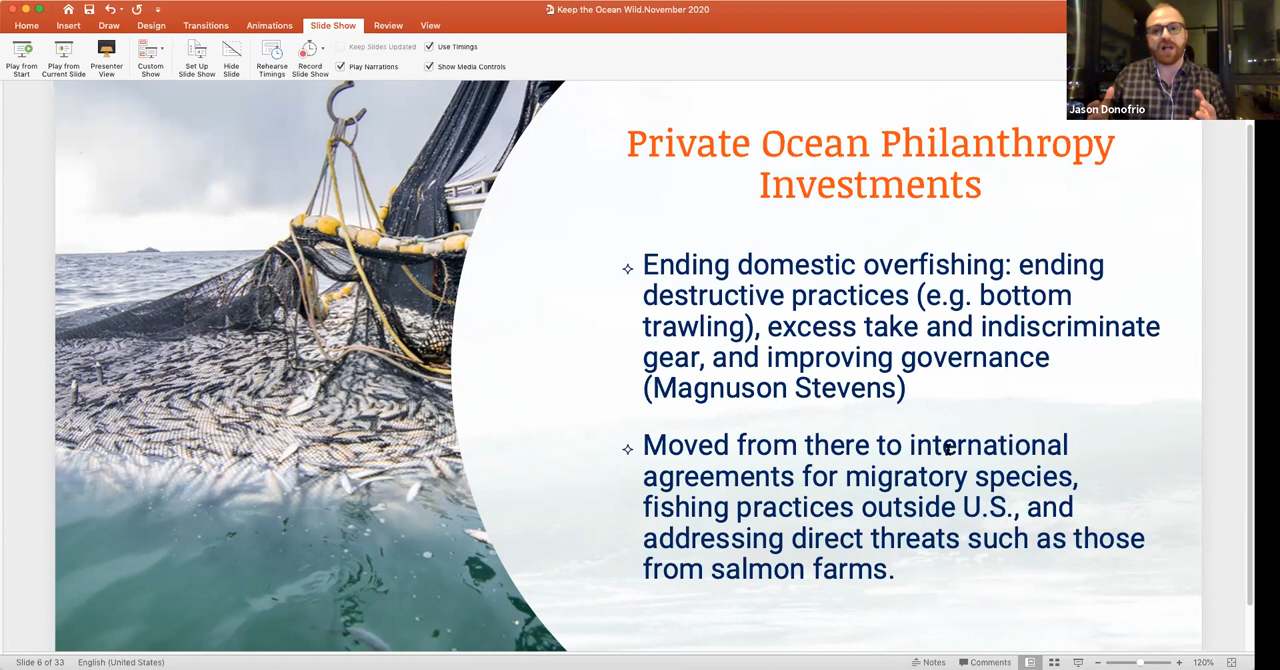 Keep the Ocean Wild.November 2020
Home Insert Draw Design Transitions Animations Slide Show Review View
Play from Start
Play from Current Slide
Presenter View
Custom Show
Set Up Slide Show
Hide Slide
Rehearse Timings
Record Slide Show
Keep Slides Updated
Use Timings
Play Narrations
Show Media Controls
Jason Donofrio
Private Ocean Philanthropy
Investments
Ending domestic overfishing: ending
destructive practices (e.g. bottom
trawling), excess take and indiscriminate
gear, and improving governance
(Magnuson Stevens)
Moved from there to international
agreements for migratory species,
fishing practices outside U.S., and
addressing direct threats such as those
from salmon farms.
Slide 6 of 33 English (United States) Notes Comments 120%